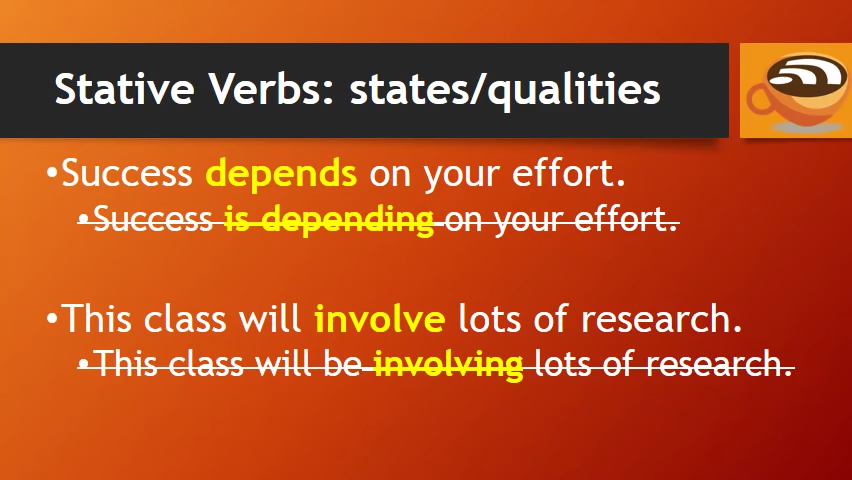 Stative Verbs: states/qualities
•Success depends on your effort.
•Success is depending on your effort.
•This class will involve lots of research.
•This class will be involving lots of research.